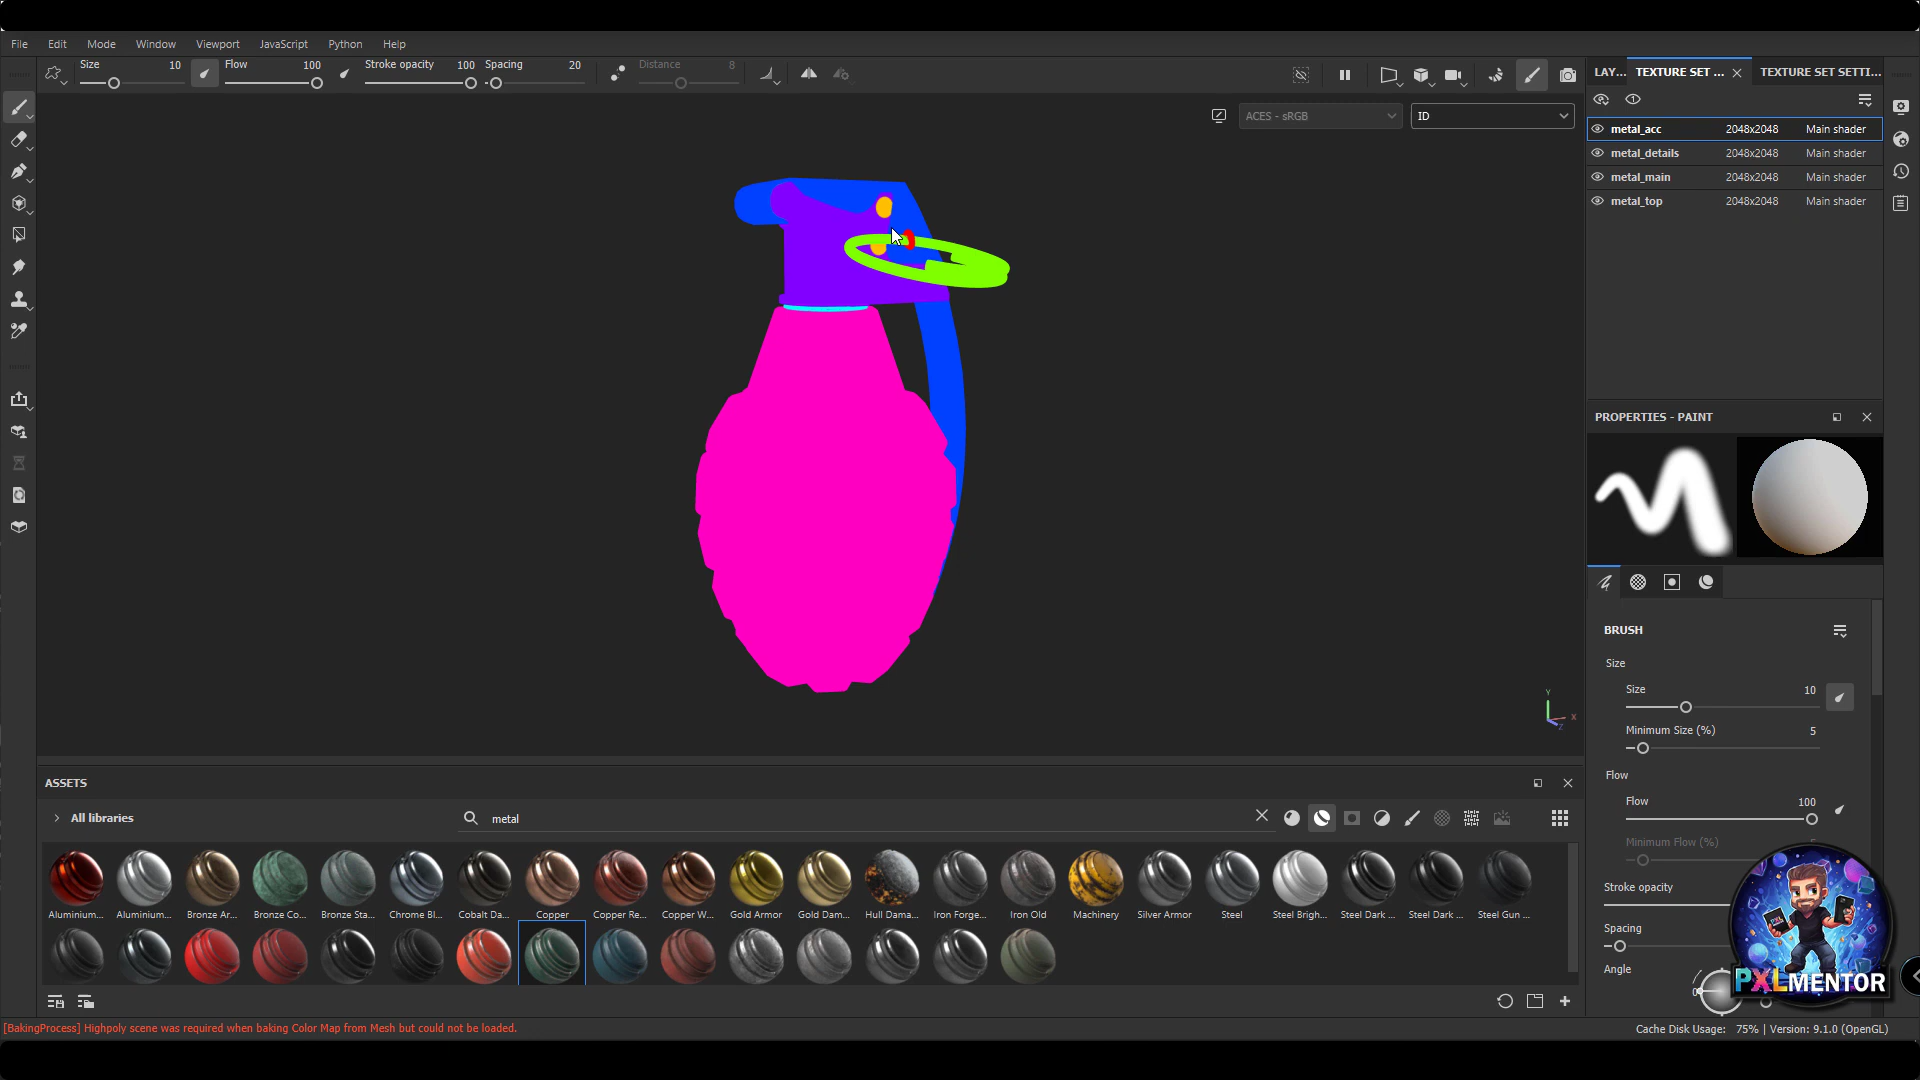 File Edit Mode Window Viewport JavaScript Python Help
Size 10 Flow 100 Stroke opacity 100 Spacing 20 Distance 8
LAY... TEXTURE SET ... TEXTURE SET SETTI...
ACES - sRGB ID
metal_acc 2048x2048 Main shader
metal_details 2048x2048 Main shader
metal_main 2048x2048 Main shader
metal_top 2048x2048 Main shader
PROPERTIES - PAINT
BRUSH
Size
Size 10
Minimum Size (%) 5
Flow
Flow 100
Minimum Flow (%)
Stroke opacity
Spacing
Angle
0
PXLMENTOR
Y
X
Z
ASSETS
All libraries
metal
Aluminium... Aluminium... Bronze Ar... Bronze Co... Bronze Sta... Chrome Bl... Cobalt Da... Copper Copper Re... Copper W... Gold Armor Gold Dam... Hull Dama... Iron Forge... Iron Old Machinery Silver Armor Steel Steel Brigh... Steel Dark ... Steel Dark ... Steel Gun ...
[BakingProcess] Highpoly scene was required when baking Color Map from Mesh but could not be loaded.
Cache Disk Usage: 75% | Version: 9.1.0 (OpenGL)